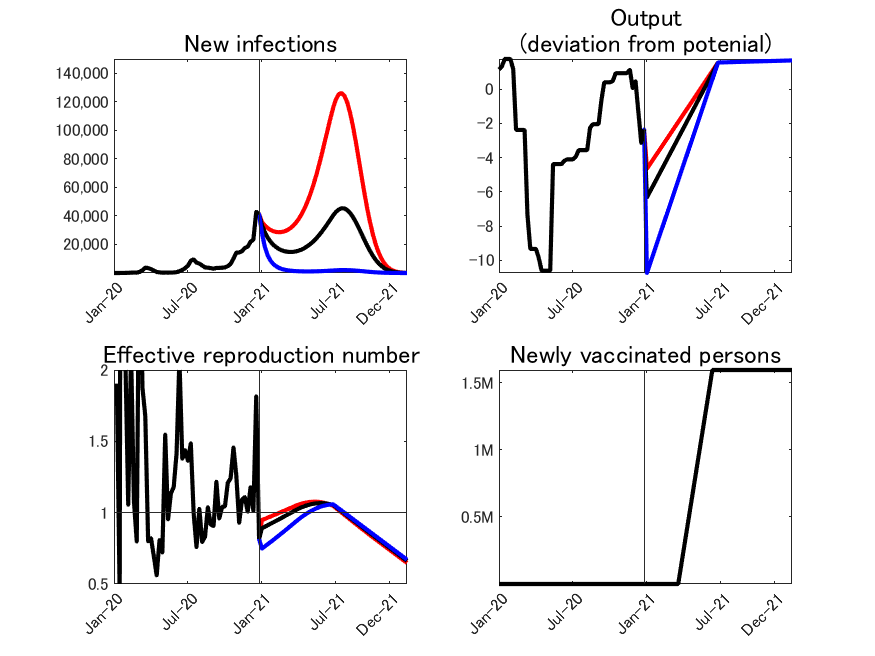 New infections
140,000
120,000
100,000
80,000
60,000
40,000
20,000
Jan-20
Jul-20
Jan-21
Jul-21
Dec-21
Output
(deviation from potenial)
0
-2
-4
-6
-8
-10
Jan-20
Jul-20
Jan-21
Jul-21
Dec-21
Effective reproduction number
2
1.5
1
0.5
Jan-20
Jul-20
Jan-21
Jul-21
Dec-21
Newly vaccinated persons
1.5M
1M
0.5M
Jan-20
Jul-20
Jan-21
Jul-21
Dec-21